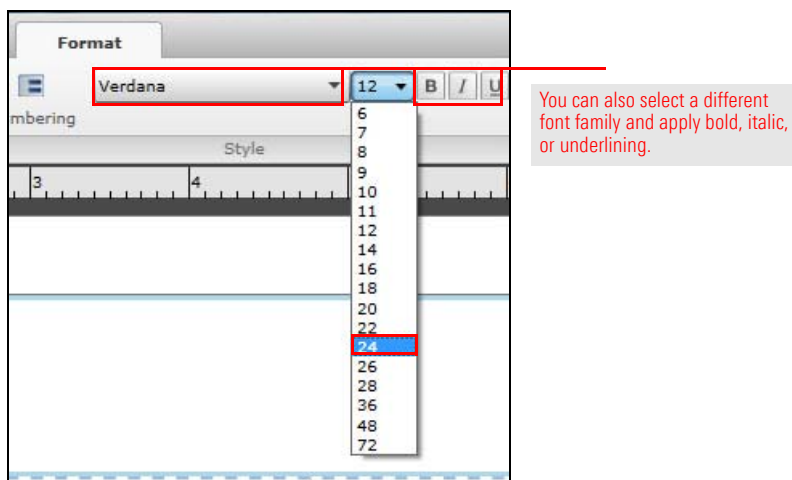 Format
Verdana
12
B I U
mbering
Style
3
4
6
7
8
9
10
11
12
14
16
18
20
22
24
26
28
36
48
72
You can also select a different
font family and apply bold, italic,
or underlining.